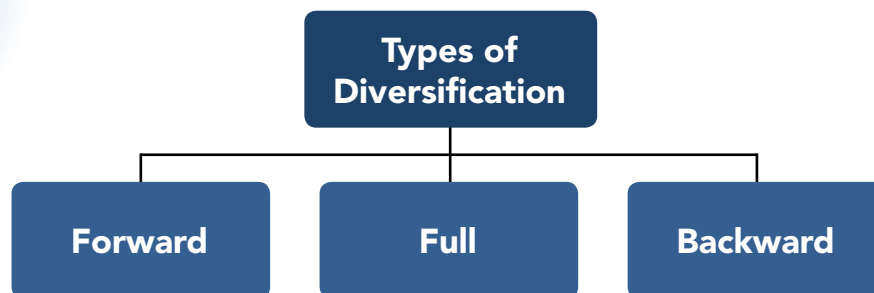 Types of
Diversification
Forward
Full
Backward